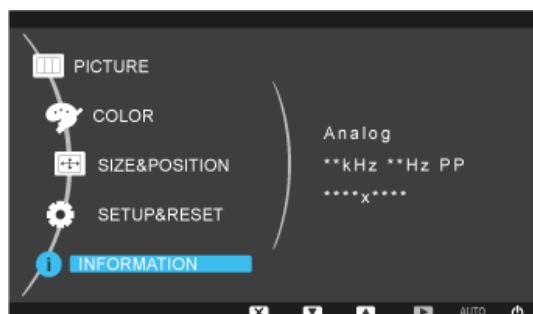 PICTURE
COLOR
SIZE&POSITION
SETUP&RESET
INFORMATION
Analog
**kHz **Hz PP
****x****
AUTO